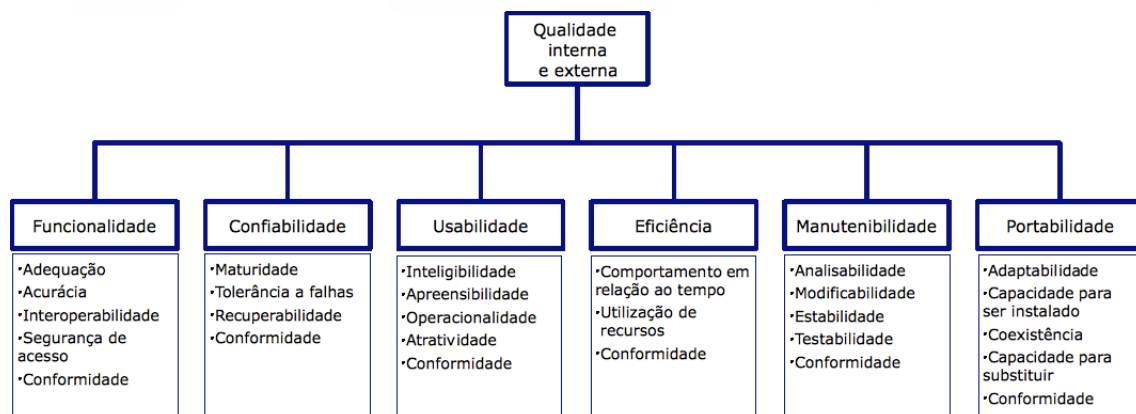 Qualidade
interna
e externa
Funcionalidade
·Adequação
·Acurácia
·Interoperabilidade
·Segurança de
acesso
·Conformidade
Confiabilidade
·Maturidade
·Tolerância a falhas
·Recuperabilidade
·Conformidade
Usabilidade
·Inteligibilidade
·Apreensibilidade
·Operacionalidade
·Atratividade
·Conformidade
Eficiência
·Comportamento em
relação ao tempo
·Utilização de
recursos
·Conformidade
Manutenibilidade
·Analisabilidade
·Modificabilidade
·Estabilidade
·Testabilidade
·Conformidade
Portabilidade
·Adaptabilidade
·Capacidade para
ser instalado
·Coexistência
·Capacidade para
substituir
·Conformidade